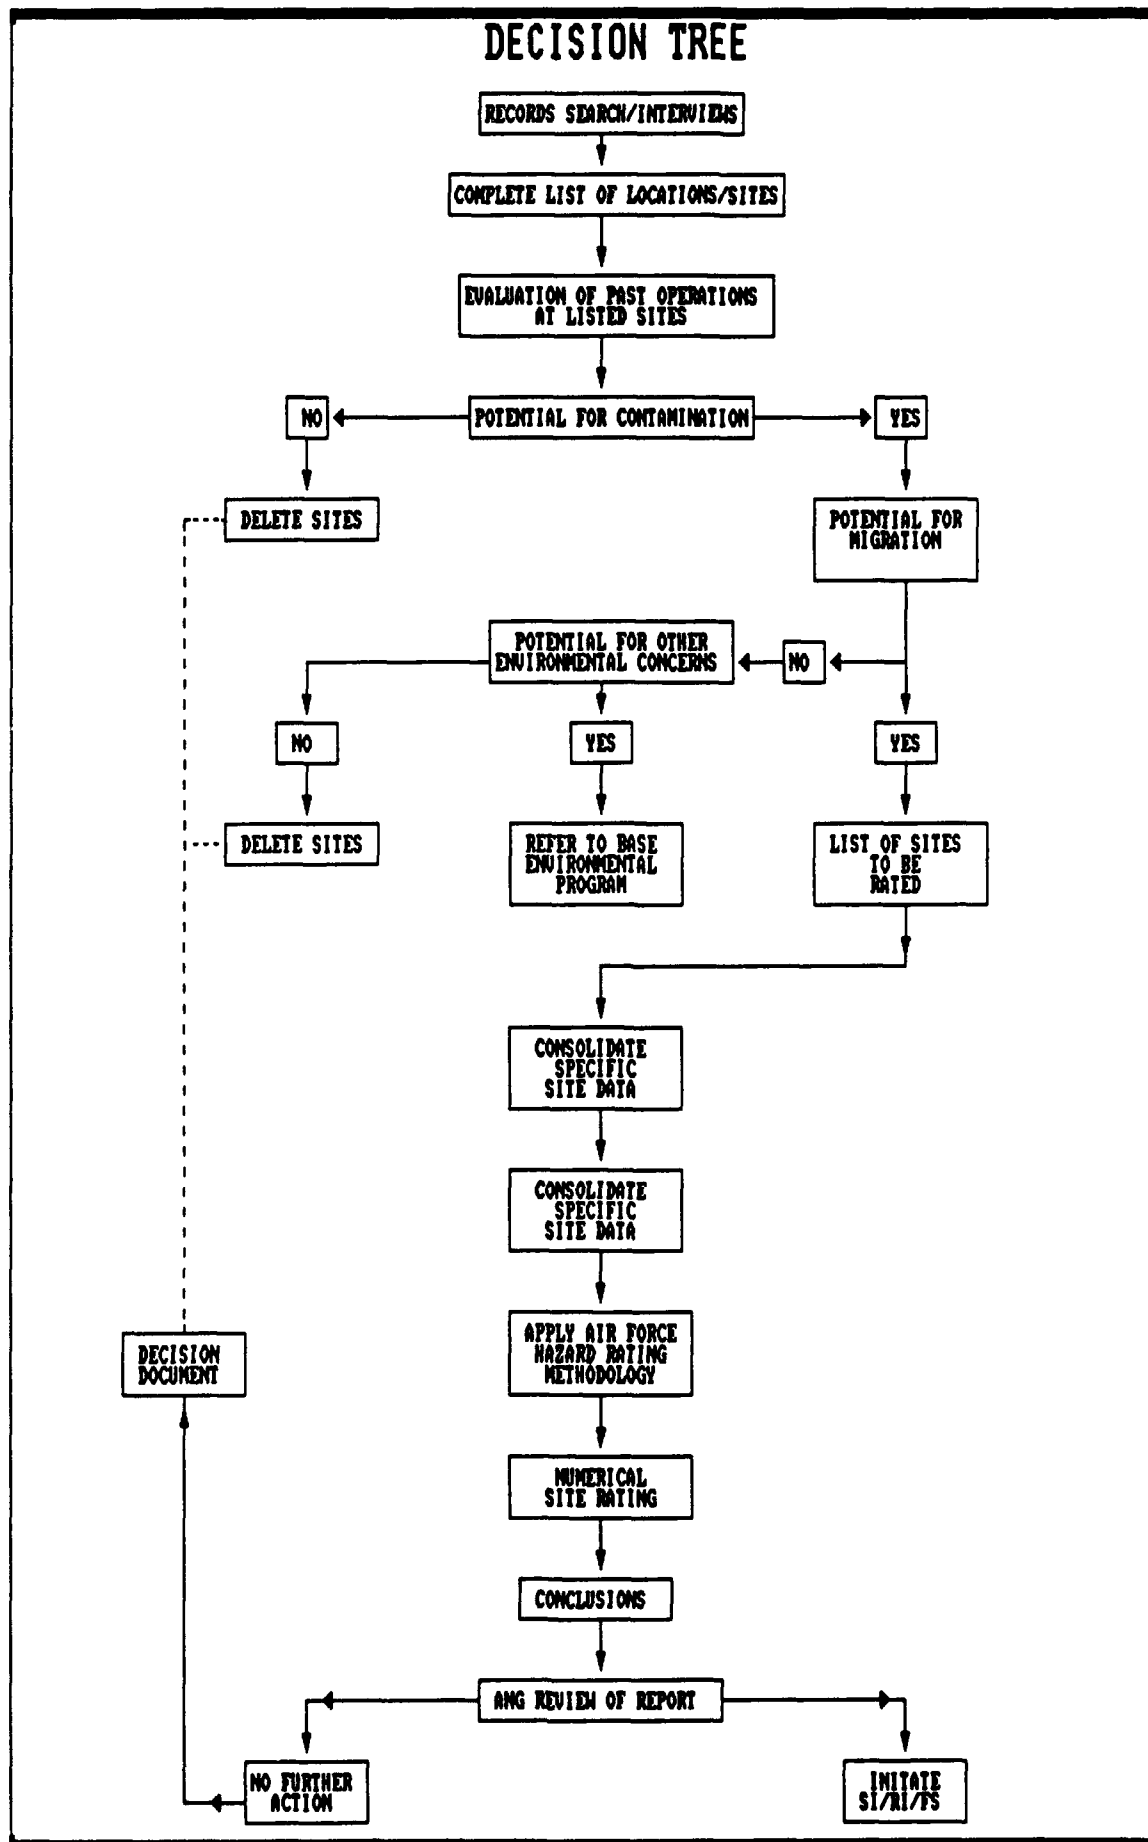 DECISION TREE
RECORDS SEARCH/INTERVIEWS
COMPLETE LIST OF LOCATIONS/SITES
EVALUATION OF PAST OPERATIONS
AT LISTED SITES
NO
POTENTIAL FOR CONTAMINATION
YES
DELETE SITES
POTENTIAL FOR
MIGRATION
POTENTIAL FOR OTHER
ENVIRONMENTAL CONCERNS
NO
NO
YES
YES
DELETE SITES
REFER TO BASE
ENVIRONMENTAL
PROGRAM
LIST OF SITES
TO BE
RATED
CONSOLIDATE
SPECIFIC
SITE DATA
CONSOLIDATE
SPECIFIC
SITE DATA
APPLY AIR FORCE
HAZARD RATING
METHODOLOGY
DECISION
DOCUMENT
NUMERICAL
SITE RATING
CONCLUSIONS
ANG REVIEW OF REPORT
NO FURTHER
ACTION
INITATE
SI/RI/FS